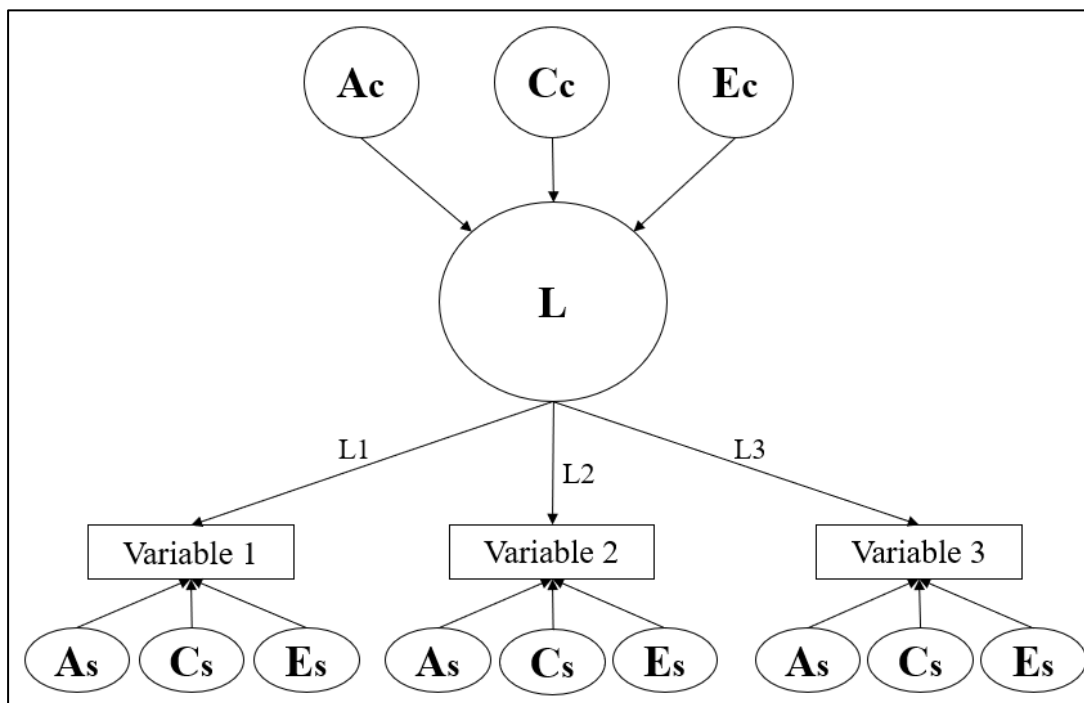 Ac Cc Ec
L
L1 L2 L3
Variable 1 Variable 2 Variable 3
As Cs Es As Cs Es As Cs Es